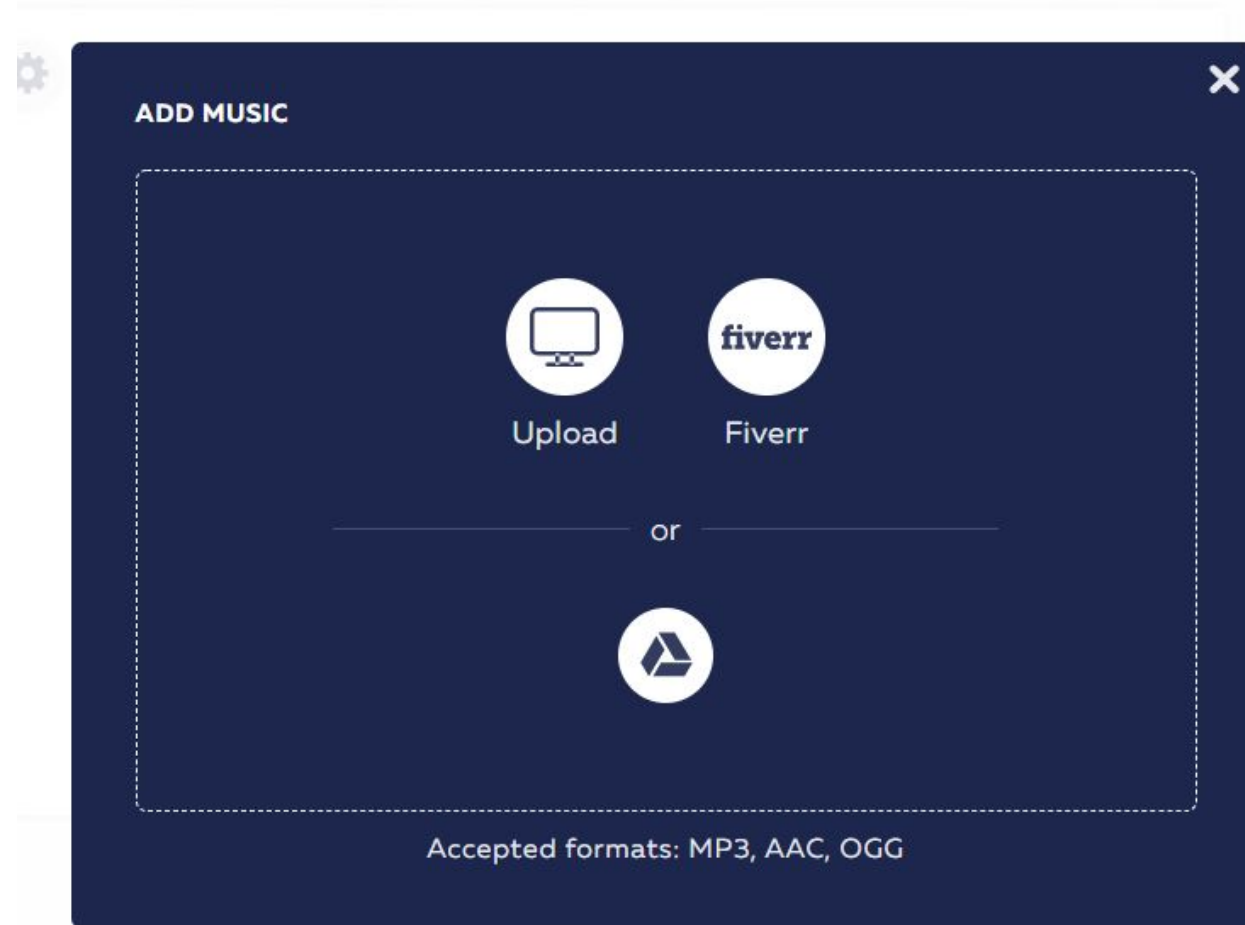 ADD MUSIC
fiverr
Upload Fiverr
or
Accepted formats: MP3, AAC, OGG